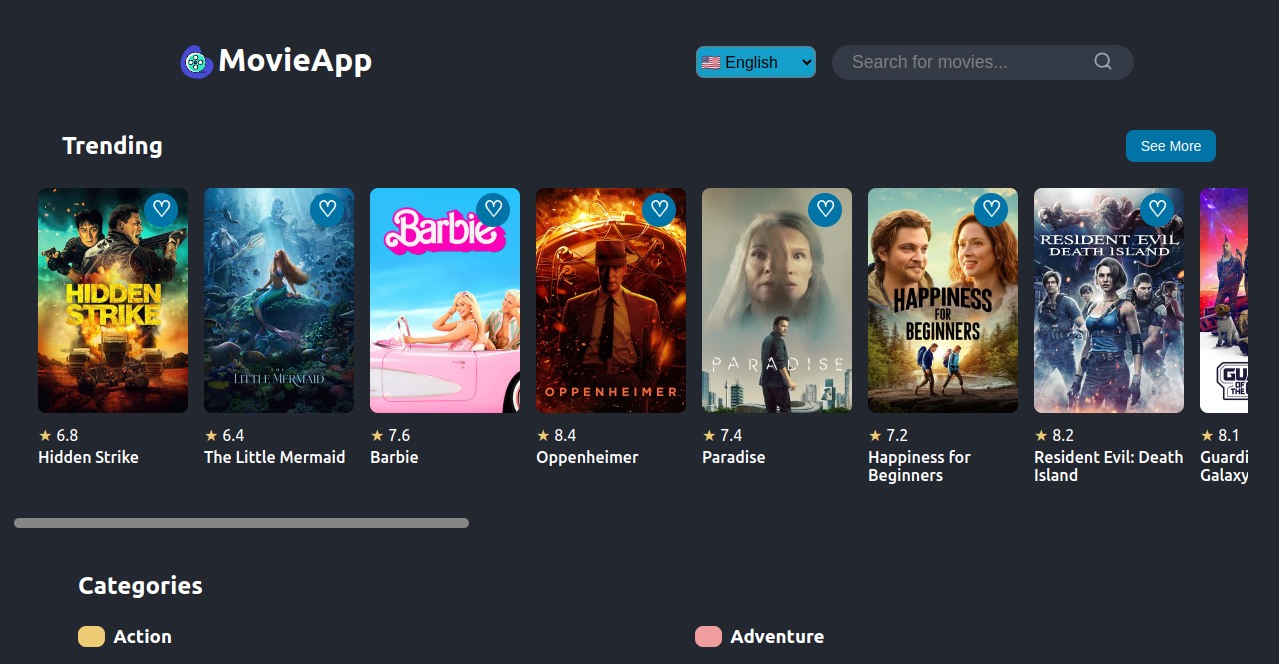 MovieApp
🇺🇸 English
Search for movies...
Trending
See More
HIDDEN
STRIKE
THE
LITTLE MERMAID
Barbie
OPPENHEIMER
PARADISE
HAPPINESS
FOR
BEGINNERS
RESIDENT EVIL
DEATH ISLAND
★ 6.8
Hidden Strike
★ 6.4
The Little Mermaid
★ 7.6
Barbie
★ 8.4
Oppenheimer
★ 7.4
Paradise
★ 7.2
Happiness for
Beginners
★ 8.2
Resident Evil: Death
Island
★ 8.1
Guardi
Galaxy
Categories
Action
Adventure